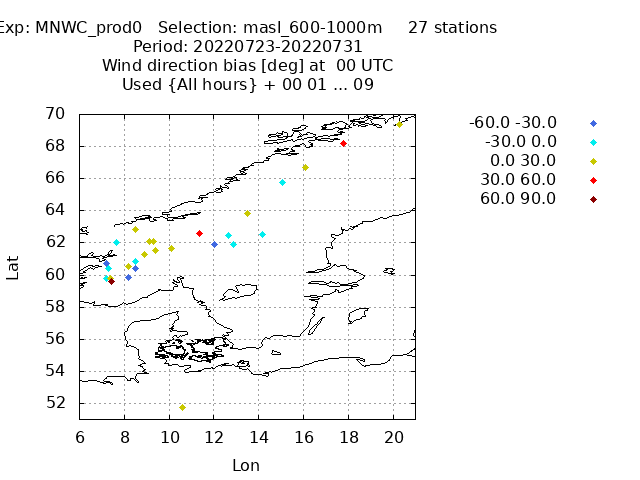 Exp: MNWC_prod0 Selection: masl_600-1000m 27 stations
Period: 20220723-20220731
Wind direction bias [deg] at 00 UTC
Used {All hours} + 00 01 ... 09
-60.0 -30.0
-30.0 0.0
0.0 30.0
30.0 60.0
60.0 90.0
70
68
66
64
62
60
58
56
54
52
Lat
6 8 10 12 14 16 18 20
Lon